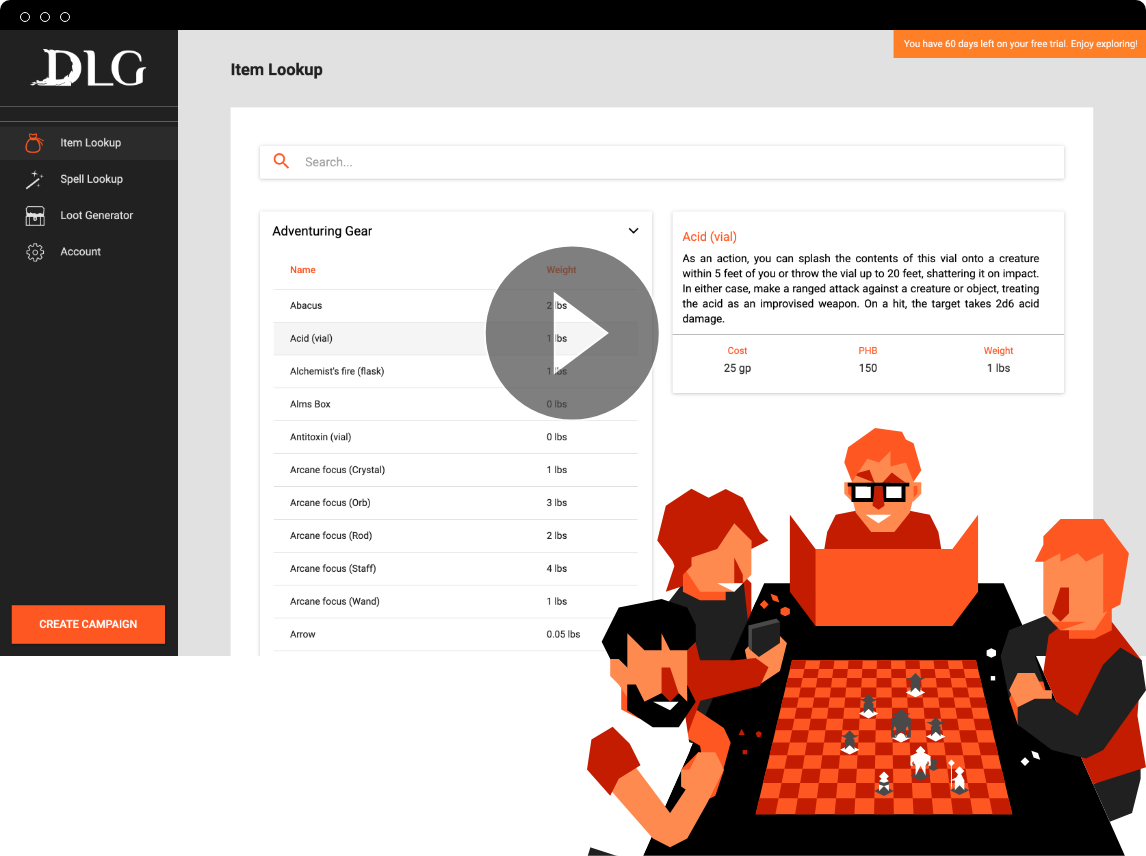 You have 60 days left on your free trial. Enjoy exploring!
DLG
Item Lookup
Item Lookup
Spell Lookup
Loot Generator
Account
CREATE CAMPAIGN
Search...
Adventuring Gear
Name Weight
Abacus 2 lbs
Acid (vial) 1 lbs
Alchemist's fire (flask) 1 lbs
Alms Box 0 lbs
Antitoxin (vial) 0 lbs
Arcane focus (Crystal) 1 lbs
Arcane focus (Orb) 3 lbs
Arcane focus (Rod) 2 lbs
Arcane focus (Staff) 4 lbs
Arcane focus (Wand) 1 lbs
Arrow 0.05 lbs
Acid (vial)
As an action, you can splash the contents of this vial onto a creature
within 5 feet of you or throw the vial up to 20 feet, shattering it on impact.
In either case, make a ranged attack against a creature or object, treating
the acid as an improvised weapon. On a hit, the target takes 2d6 acid
damage.
Cost PHB Weight
25 gp 150 1 lbs